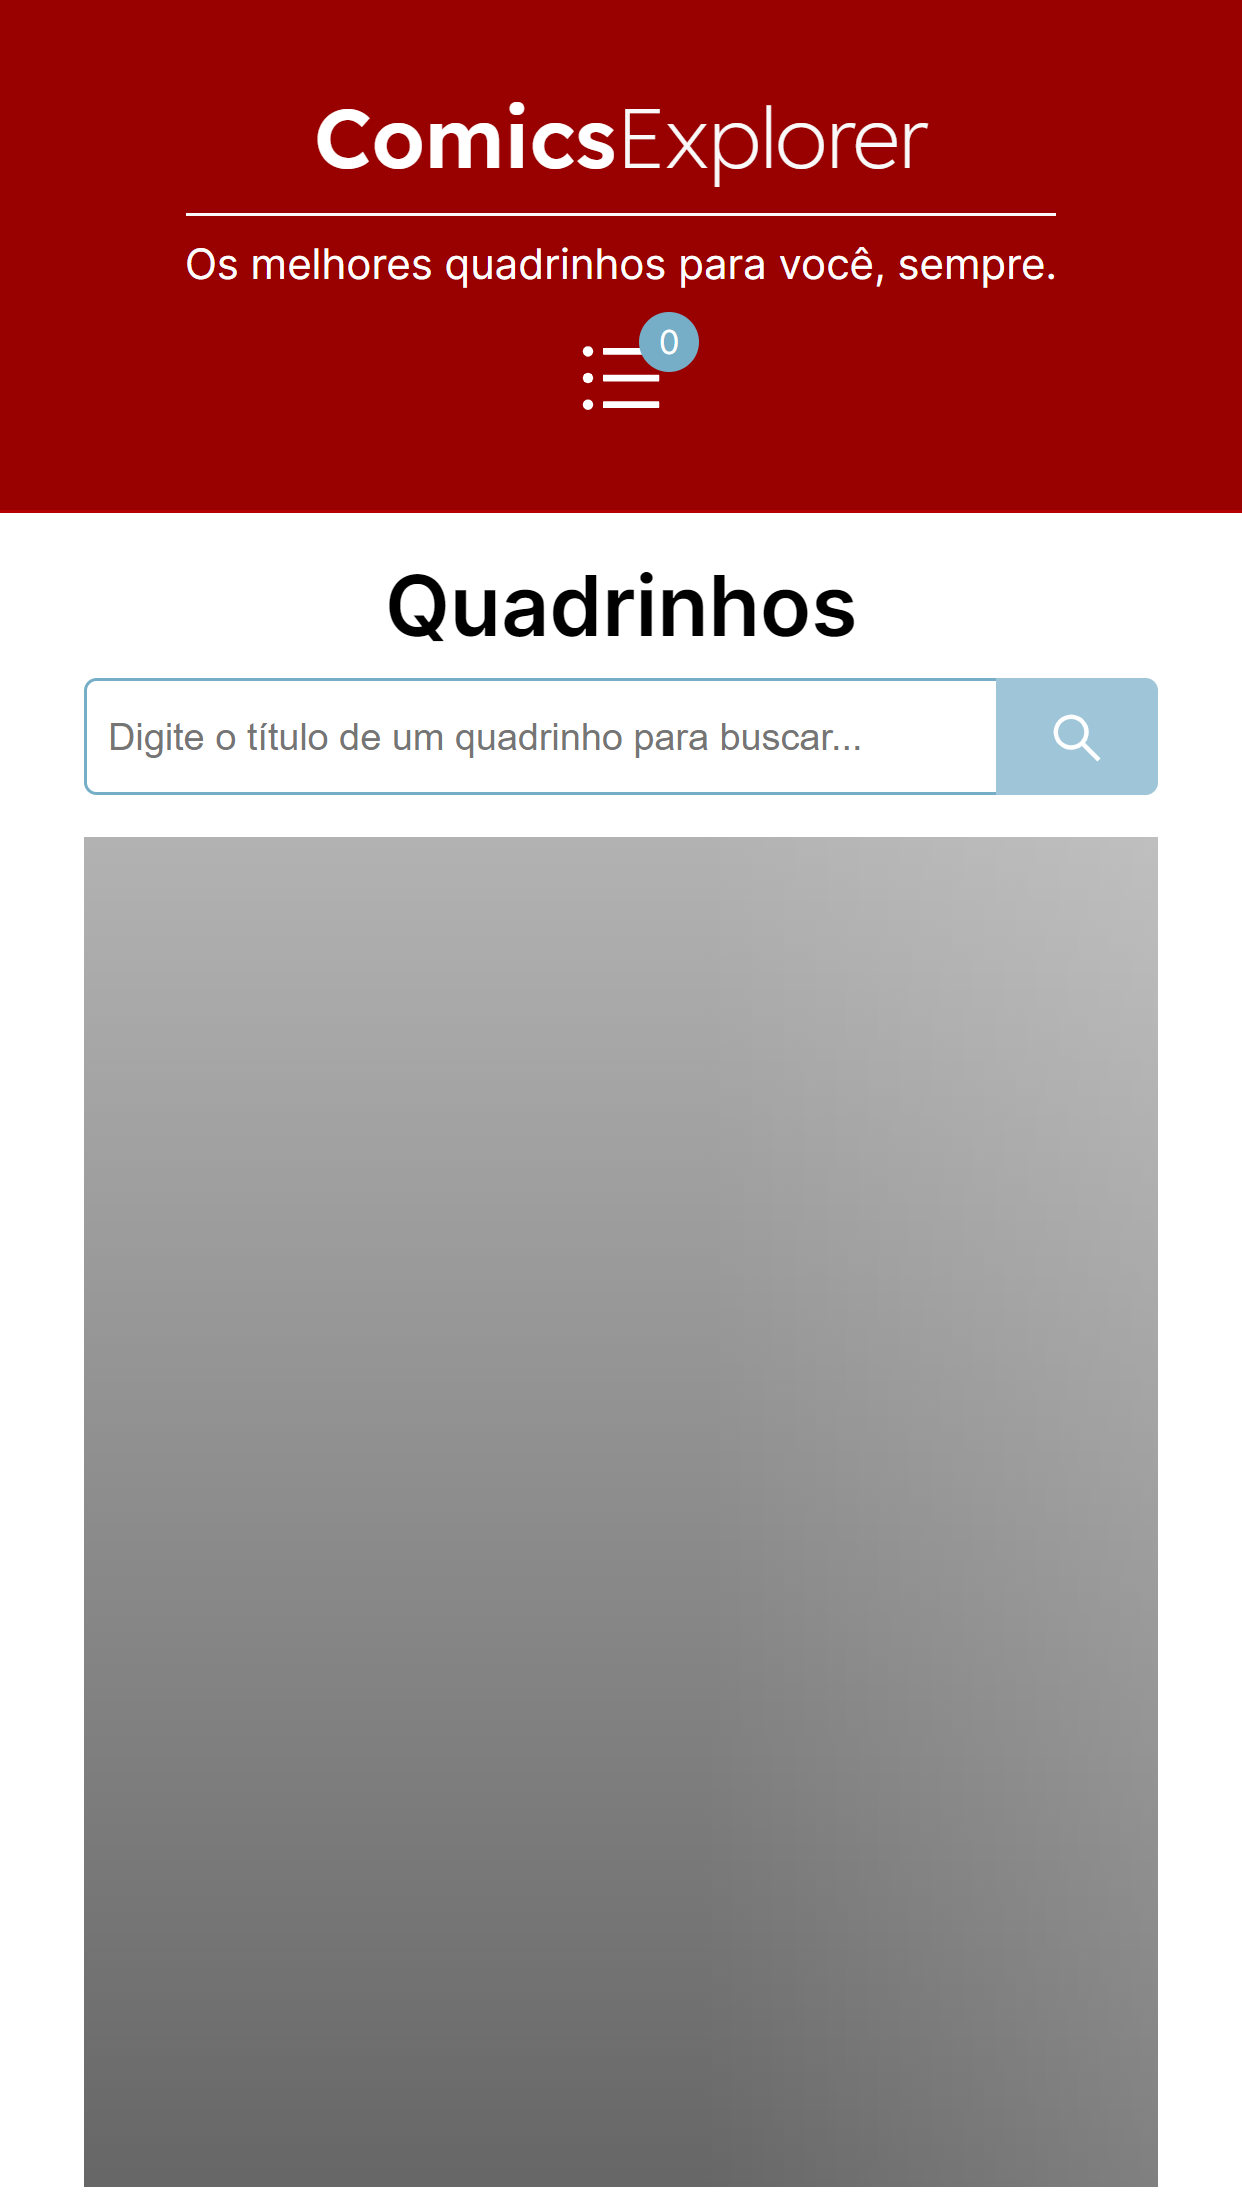 ComicsExplorer
Os melhores quadrinhos para você, sempre.
0
Quadrinhos
Digite o título de um quadrinho para buscar...